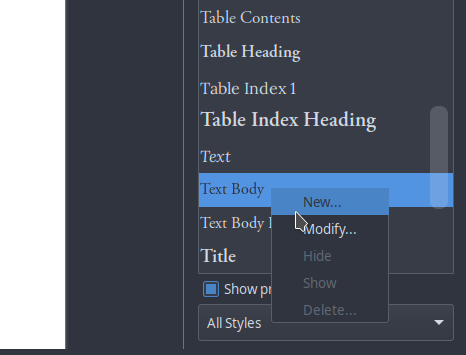 Table Contents
Table Heading
Table Index 1
Table Index Heading
Text
Text Body
New...
Modify...
Text Body
Hide
Title
Show
Show
Delete...
All Styles